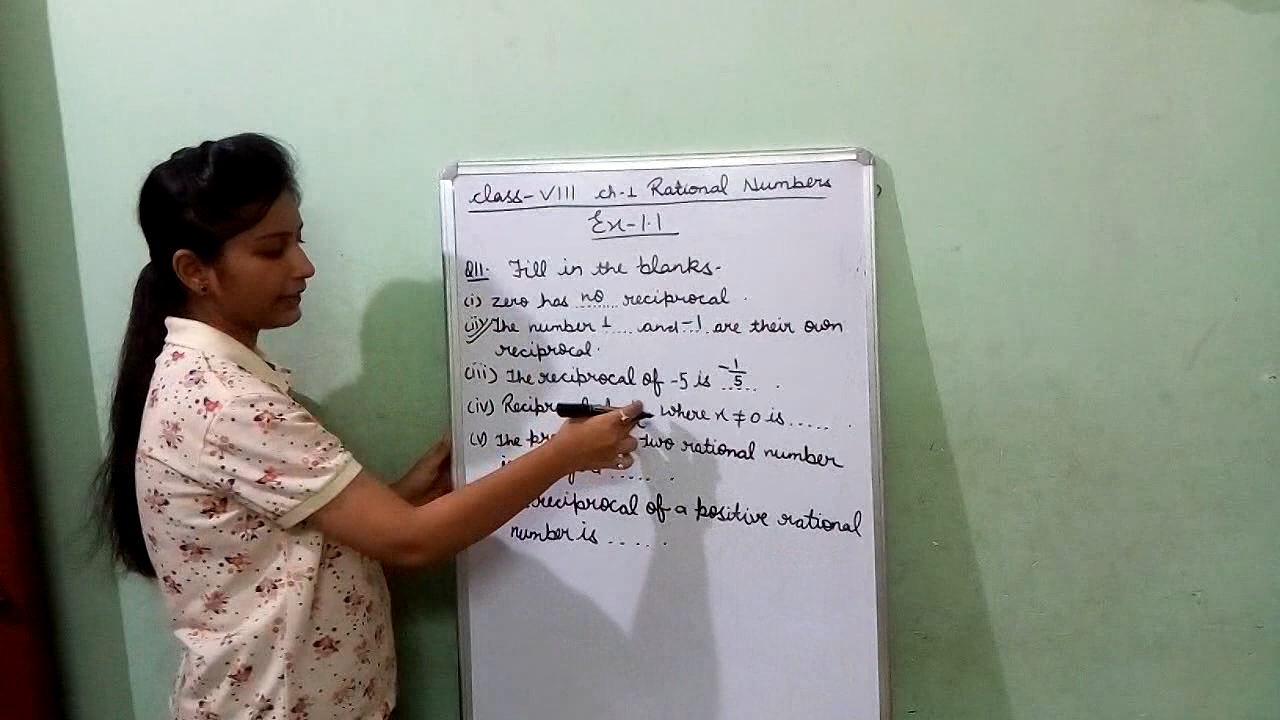 class-VIII ch-1 Rational Numbers
Ex-1.1
Q11. Fill in the blanks-
(i) zero has ..no.. reciprocal.
(ii) The number 1... and -1.. are their own
reciprocal.
(iii) The reciprocal of -5 is -1/5 .
(iv) where x ≠ 0 is..... .
(v) The two rational number
...... .
reciprocal of a positive rational
number is ......